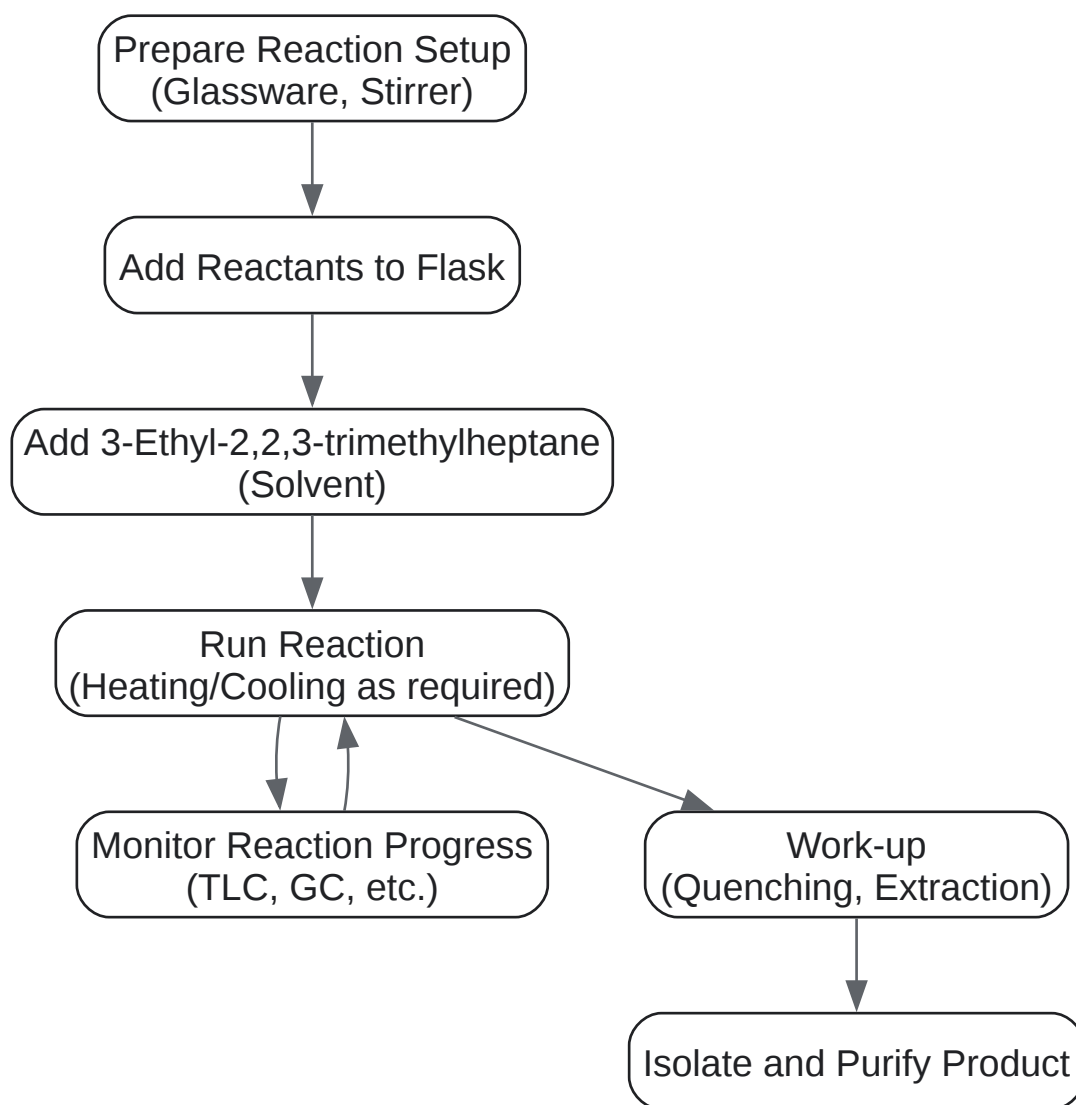 Prepare Reaction Setup
(Glassware, Stirrer)
Add Reactants to Flask
Add 3-Ethyl-2,2,3-trimethylheptane
(Solvent)
Run Reaction
(Heating/Cooling as required)
Monitor Reaction Progress
(TLC, GC, etc.)
Work-up
(Quenching, Extraction)
Isolate and Purify Product